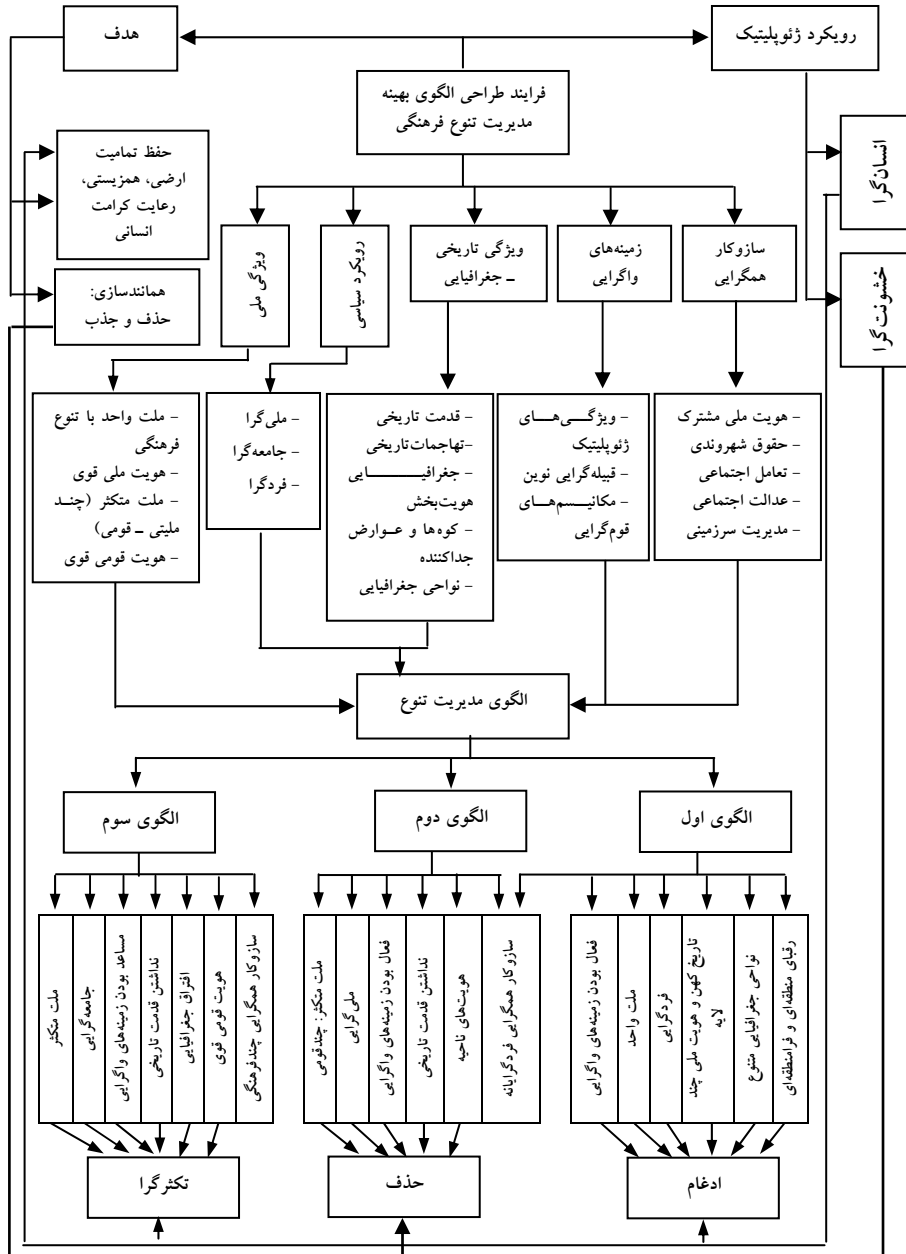 رویکرد ژئوپلیتیک
هدف
فرایند طراحی الگوی بهینه
مدیریت تنوع فرهنگی
انسان‌گرا
خشونت‌گرا
حفظ تمامیت
ارضی، همزیستی،
رعایت کرامت
انسانی
همانندسازی:
حذف و جذب
سازوکار
همگرایی
زمینه‌های
واگرایی
ویژگی تاریخی
ـ جغرافیایی
رویکرد سیاسی
ویژگی ملی
- هویت ملی مشترک
- حقوق شهروندی
- تعامل اجتماعی
- عدالت اجتماعی
- مدیریت سرزمینی
- ویژگی‌های
ژئوپلیتیک
- قبیله‌گرایی نوین
- مکانیسم‌های
قوم‌گرایی
- قدمت تاریخی
-تهاجمات‌تاریخی
- جغرافیایی
هویت‌بخش
- کوه‌ها و عوارض
جداکننده
- نواحی جغرافیایی
- ملی‌گرا
- جامعه‌گرا
- فردگرا
- ملت واحد با تنوع
فرهنگی
- هویت ملی قوی
- ملت متکثر (چند
ملیتی ـ قومی)
- هویت قومی قوی
الگوی مدیریت تنوع
الگوی اول
الگوی دوم
الگوی سوم
رقبای منطقه‌ای و فرامنطقه‌ای
نواحی جغرافیایی متنوع
تاریخ کهن و هویت ملی چند
لایه
فردگرایی
ملت واحد
فعال بودن زمینه‌های واگرایی
سازوکار همگرایی فردگرایانه
هویت‌های ناحیه
نداشتن قدمت تاریخی
فعال بودن زمینه‌های واگرایی
ملی‌گرایی
ملت متکثر: چندقومی
سازوکار همگرایی چندفرهنگی
هویت قومی قوی
افتراق جغرافیایی
نداشتن قدمت تاریخی
مساعد بودن زمینه‌های واگرایی
جامعه‌گرایی
ملت متکثر
ادغام
حذف
تکثرگرا